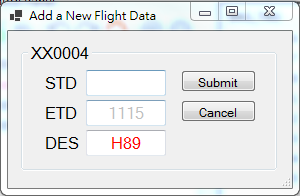 Add a New Flight Data
XX0004
STD Submit
ETD 1115 Cancel
DES H89